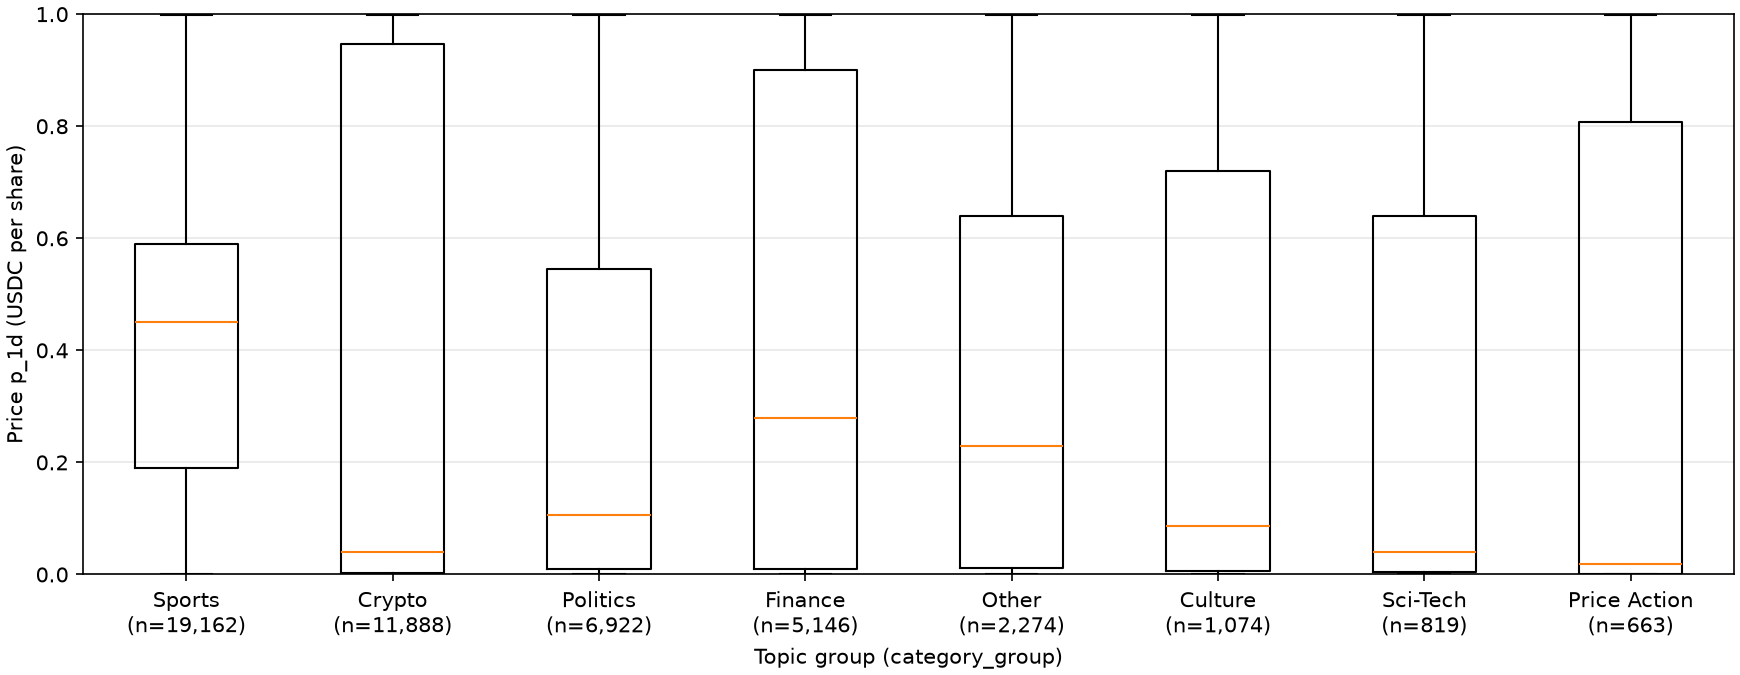 1.0
0.8
0.6
0.4
0.2
0.0
Price p_1d (USDC per share)
Sports Crypto Politics Finance Other Culture Sci-Tech Price Action
(n=19,162) (n=11,888) (n=6,922) (n=5,146) (n=2,274) (n=1,074) (n=819) (n=663)
Topic group (category_group)